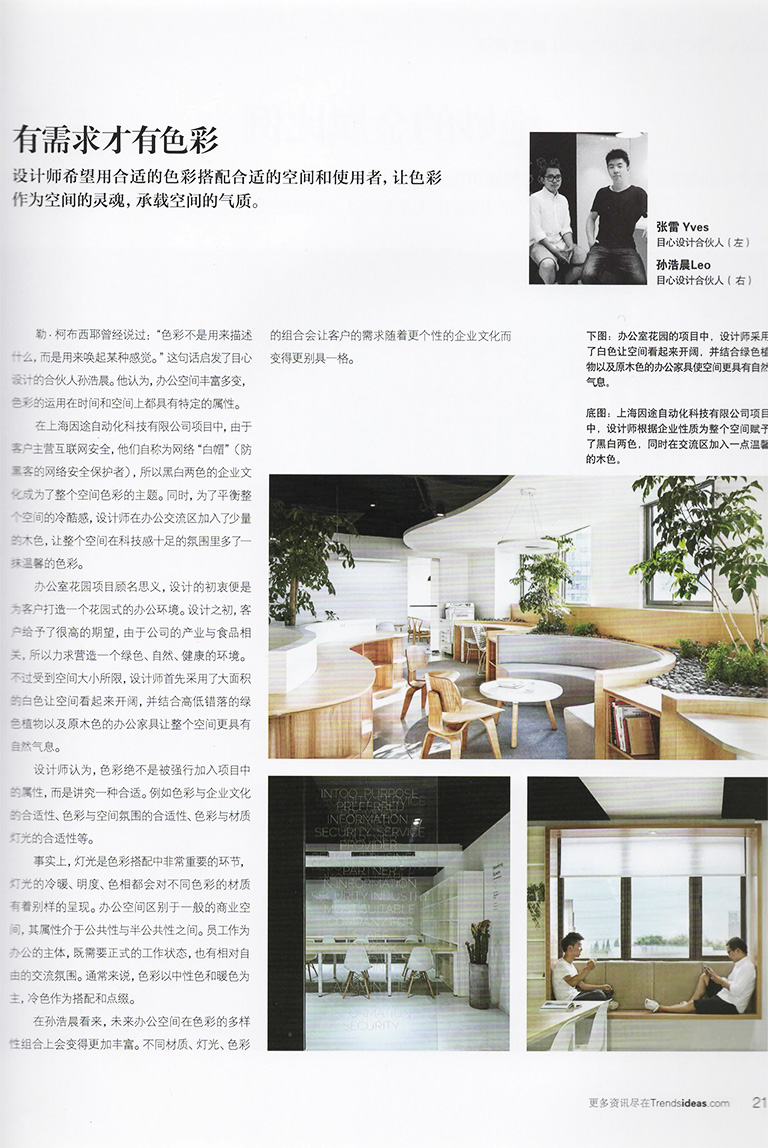 有需求才有色彩
设计师希望用合适的色彩搭配合适的空间和使用者，让色彩
作为空间的灵魂，承载空间的气质。
张雷 Yves
目心设计合伙人（左）
孙浩晨Leo
目心设计合伙人（右）
勒·柯布西耶曾经说过：“色彩不是用来描述
什么，而是用来唤起某种感觉。”这句话启发了目心
设计的合伙人孙浩晨。他认为，办公空间丰富多变，
色彩的运用在时间和空间上都具有特定的属性。
在上海因途自动化科技有限公司项目中，由于
客户主营互联网安全，他们自称为网络“白帽”（防
黑客的网络安全保护者），所以黑白两色的企业文
化成为了整个空间色彩的主题。同时，为了平衡整
个空间的冷酷感，设计师在办公交流区加入了少量
的木色，让整个空间在科技感十足的氛围里多了一
抹温馨的色彩。
办公室花园项目顾名思义，设计的初衷便是
为客户打造一个花园式的办公环境。设计之初，客
户给予了很高的期望，由于公司的产业与食品相
关，所以力求营造一个绿色、自然、健康的环境。
不过受到空间大小所限，设计师首先采用了大面积
的白色让空间看起来开阔，并结合高低错落的绿
色植物以及原木色的办公家具让整个空间更具有
自然气息。
设计师认为，色彩绝不是被强行加入项目中
的属性，而是讲究一种合适。例如色彩与企业文化
的合适性、色彩与空间氛围的合适性、色彩与材质
灯光的合适性等。
事实上，灯光是色彩搭配中非常重要的环节，
灯光的冷暖、明度、色相都会对不同色彩的材质
有着别样的呈现。办公空间区别于一般的商业空
间，其属性介于公共性与半公共性之间。员工作为
办公的主体，既需要正式的工作状态，也有相对自
由的交流氛围。通常来说，色彩以中性色和暖色为
主，冷色作为搭配和点缀。
在孙浩晨看来，未来办公空间在色彩的多样
性组合上会变得更加丰富。不同材质、灯光、色彩
的组合会让客户的需求随着更个性的企业文化而
变得更别具一格。
下图：办公室花园的项目中，设计师采用
了白色让空间看起来开阔，并结合绿色植
物以及原木色的办公家具使空间更具有自然
气息。
底图：上海因途自动化科技有限公司项目
中，设计师根据企业性质为整个空间赋予
了黑白两色，同时在交流区加入一点温馨
的木色。
INTOO-PURPOSE
PREFERRED
INFORMATION
SECURITY SERVICE
PROVIDER
PARTNER
INFORMATION
SECURITY INDUSTRY
MOST SUITABLE
SECURITY
更多资讯尽在Trendsideas.com
21